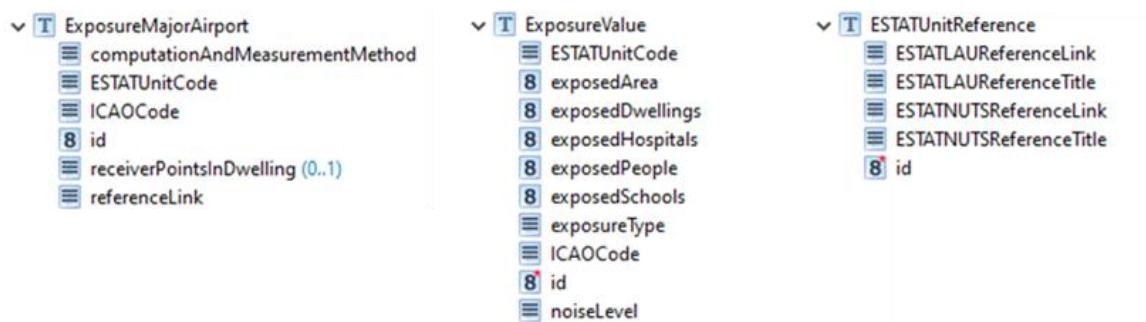 ExposureMajorAirport
computationAndMeasurementMethod
ESTATUnitCode
ICAOCode
8 id
receiverPointsInDwelling (0..1)
referenceLink
ExposureValue
ESTATUnitCode
8 exposedArea
8 exposedDwellings
8 exposedHospitals
8 exposedPeople
8 exposedSchools
exposureType
ICAOCode
8 id
noiseLevel
ESTATUnitReference
ESTATLAUReferenceLink
ESTATLAUReferenceTitle
ESTATNUTSReferenceLink
ESTATNUTSReferenceTitle
8 id